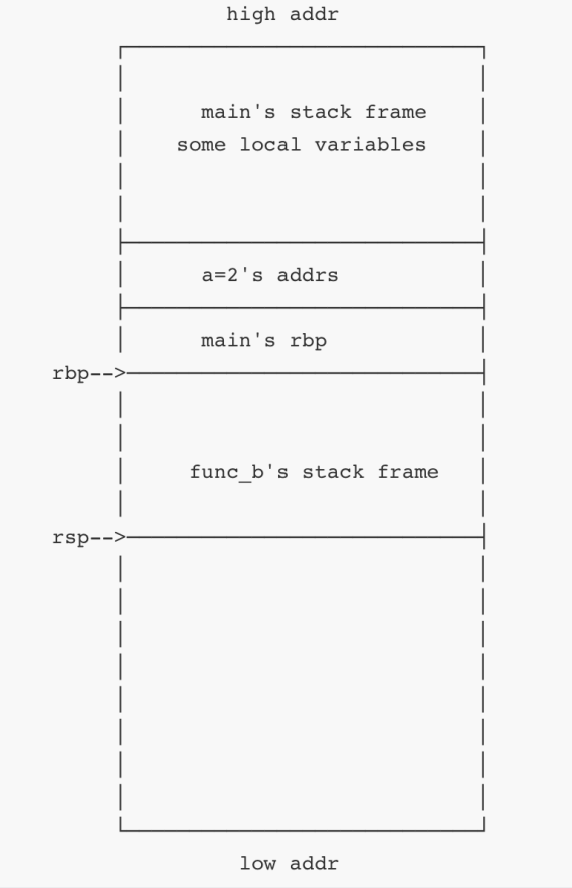 high addr
main's stack frame
some local variables
a=2's addrs
main's rbp
rbp-->
func_b's stack frame
rsp-->
low addr